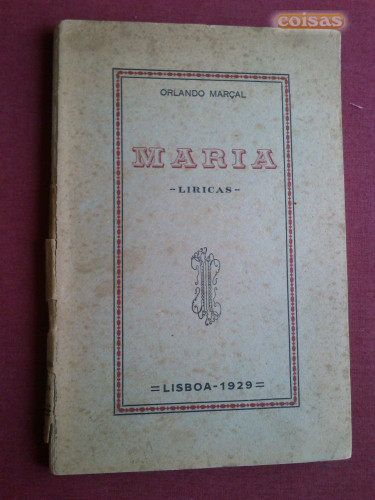 coisas
ORLANDO MARÇAL
MARIA
-LIRICAS-
=LISBOA-1929=